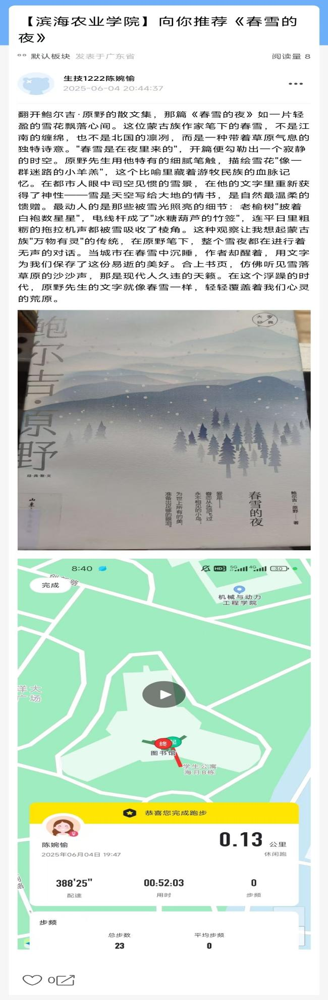 【滨海农业学院】向你推荐《春雪的
夜》
默认板块 发表于广东省 阅读量 8
生技1222陈婉愉
2025-06-04 20:44:37
翻开鲍尔吉·原野的散文集，那篇《春雪的夜》如一片轻
盈的雪花飘落心间。这位蒙古族作家笔下的春雪，不是江
南的缠绵，也不是北国的凛冽，而是一种带着草原气息的
独特诗意。"春雪是在夜里来的"，开篇便勾勒出一个寂静
的时空。原野先生用他特有的细腻笔触，描绘雪花"像一
群迷路的小羊羔"，这个比喻里藏着游牧民族的血脉记
忆。在都市人眼中司空见惯的雪景，在他的文字里重新获
得了神性——雪是天空写给大地的情书，是自然最温柔的
馈赠。最动人的是那些被雪光照亮的细节：老榆树"披着
白袍数星星"，电线杆成了"冰糖葫芦的竹签"，连平日里粗
粝的拖拉机声都被雪吸收了棱角。这种观察让我想起蒙古
族"万物有灵"的传统，在原野笔下，整个雪夜都在进行着
无声的对话。当城市在春雪中沉睡，作者却醒着，用文字
为我们保存了这份易逝的美好。合上书页，仿佛听见雪落
草原的沙沙声，那是现代人久违的天籁。在这个浮躁的时
代，原野先生的文字就像春雪一样，轻轻覆盖着我们心灵
的荒原。
大家
经典
鲍尔吉·原野
经·典·散·文
鲍尔吉·原野——著
春雪的夜
爱是——
眷恋从头顶飞过
永不相见的小鸟，
为世上所有的美，
准备出足够的眼泪。
山东
8:40
HD 5G 4G 30
完成
机械与动力
工程学院
洋大
广场
终 起
图书馆
学生公寓
海月B栋
恭喜您完成跑步
陈婉愉
2025年06月04日 19:47
0.13 公里
休闲跑
388'25" 00:52:03 0
配速 用时 步频
步频
总步数 平均步频
23 0
0